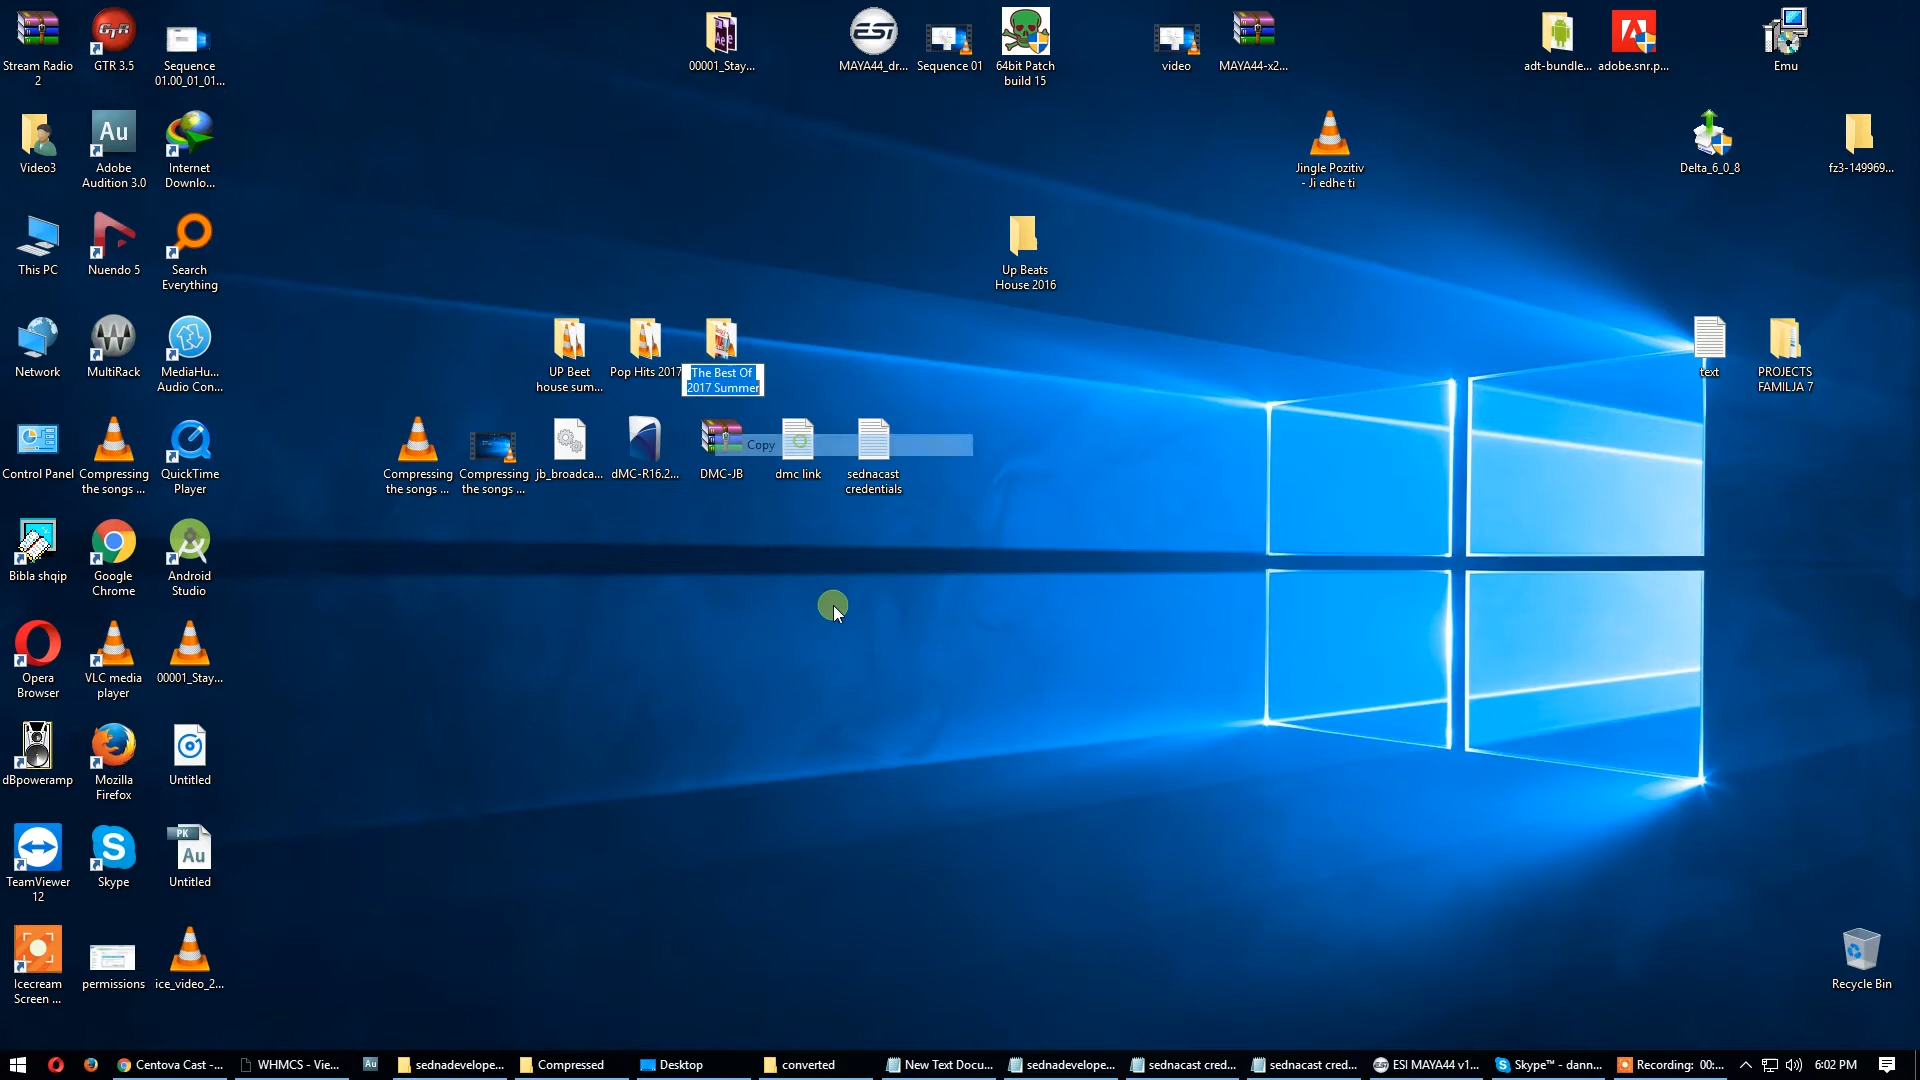 Stream Radio
2
GTR 3.5
Sequence
01.00_01_01...
00001_Stay...
MAYA44_dr...
Sequence 01
64bit Patch
build 15
video
MAYA44-x2...
adt-bundle...
adobe.snr.p...
Emu
Video3
Au
Adobe
Audition 3.0
Internet
Downlo...
Jingle Pozitiv
- Ji edhe ti
Delta_6_0_8
fz3-149969...
This PC
Nuendo 5
Search
Everything
Up Beats
House 2016
Network
MultiRack
MediaHu...
Audio Con...
UP Beet
house sum...
Pop Hits 2017
The Best Of
2017 Summer
text
PROJECTS
FAMILJA 7
Copy
Control Panel
Compressing
the songs ...
QuickTime
Player
Compressing
the songs ...
Compressing
the songs ...
jb_broadca...
dMC-R16.2...
DMC-JB
dmc link
sednacast
credentials
Bibla shqip
Google
Chrome
Android
Studio
Opera
Browser
VLC media
player
00001_Stay...
dBpoweramp
Mozilla
Firefox
Untitled
TeamViewer
12
Skype
PK
Au
Untitled
Icecream
Screen ...
permissions
ice_video_2...
Recycle Bin
Centova Cast -...
WHMCS - Vie...
Au
sednadevelope...
Compressed
Desktop
converted
New Text Docu...
sednadevelope...
sednacast cred...
sednacast cred...
ESI MAYA44 v1...
Skype™ - dann...
Recording: 00:...
6:02 PM